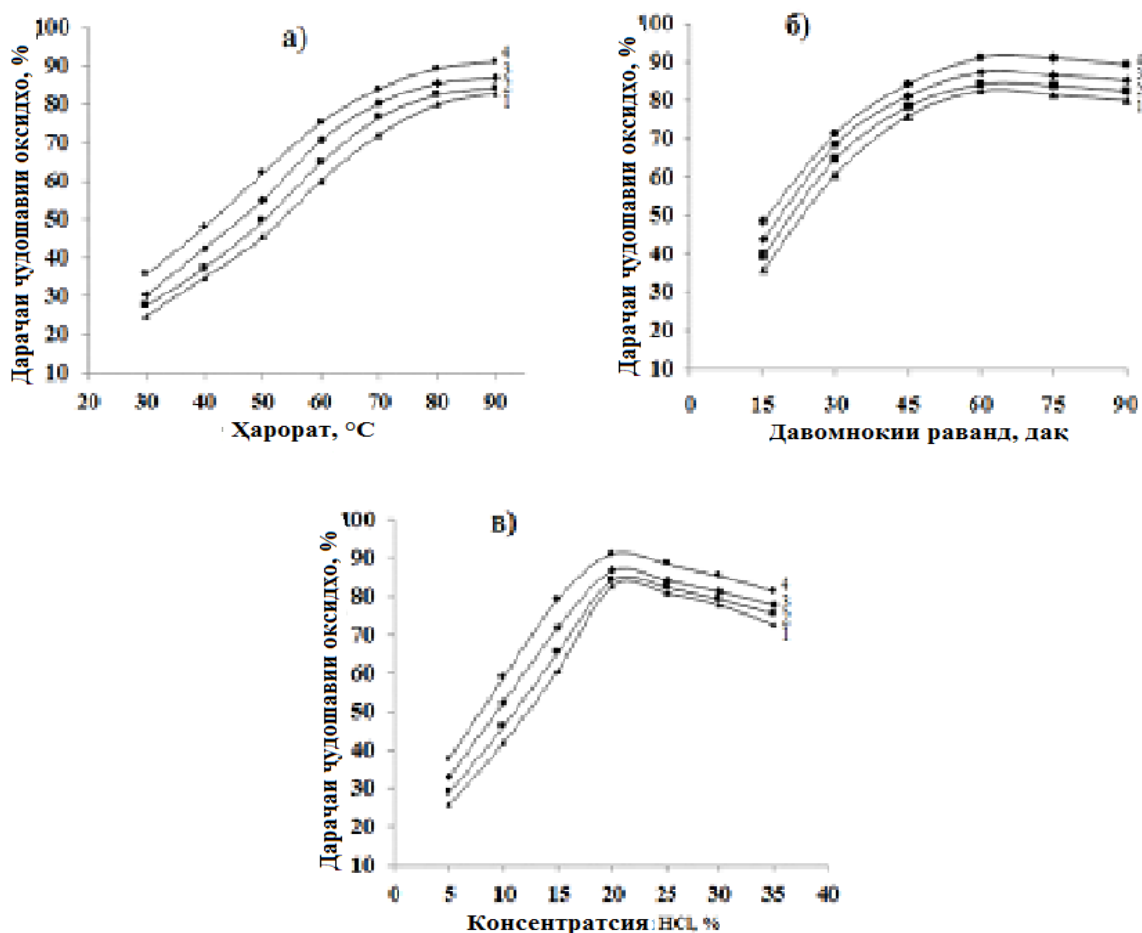 а)
Дараҷаи ҷудошавии оксидҳо, %
100
90
80
70
60
50
40
30
20
10
20 30 40 50 60 70 80 90
Ҳарорат, °C
б)
Дараҷаи ҷудошавии оксидҳо, %
100
90
80
70
60
50
40
30
20
10
0 15 30 45 60 75 90
Давомнокии раванд, дақ
в)
Дараҷаи ҷудошавии оксидҳо, %
100
90
80
70
60
50
40
30
20
10
0 5 10 15 20 25 30 35 40
4
1
Консентратсия HCl, %